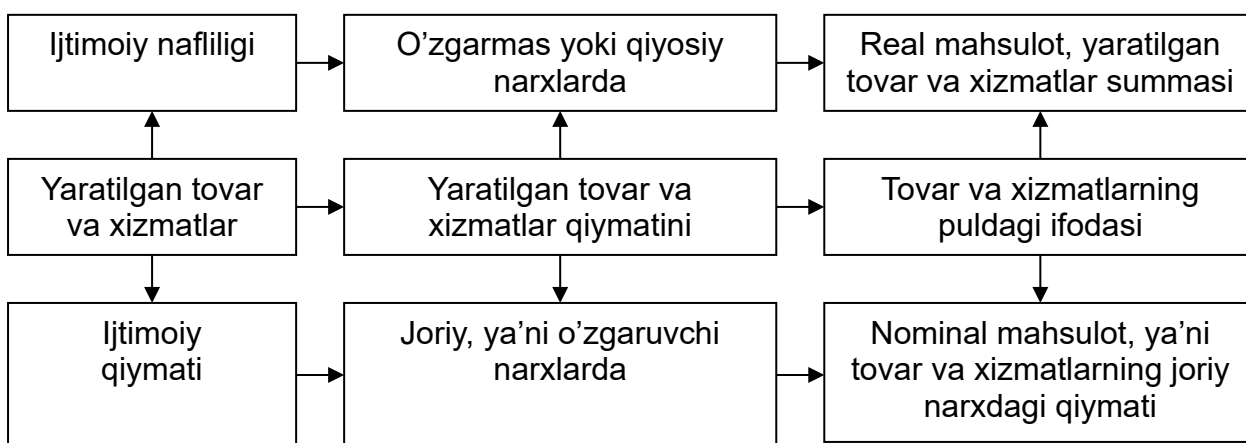 Ijtimoiy nafliligi
O’zgarmas yoki qiyosiy
narxlarda
Real mahsulot, yaratilgan
tovar va xizmatlar summasi
Yaratilgan tovar
va xizmatlar
Yaratilgan tovar va
xizmatlar qiymatini
Tovar va xizmatlarning
puldagi ifodasi
Ijtimoiy
qiymati
Joriy, ya’ni o’zgaruvchi
narxlarda
Nominal mahsulot, ya’ni
tovar va xizmatlarning joriy
narxdagi qiymati